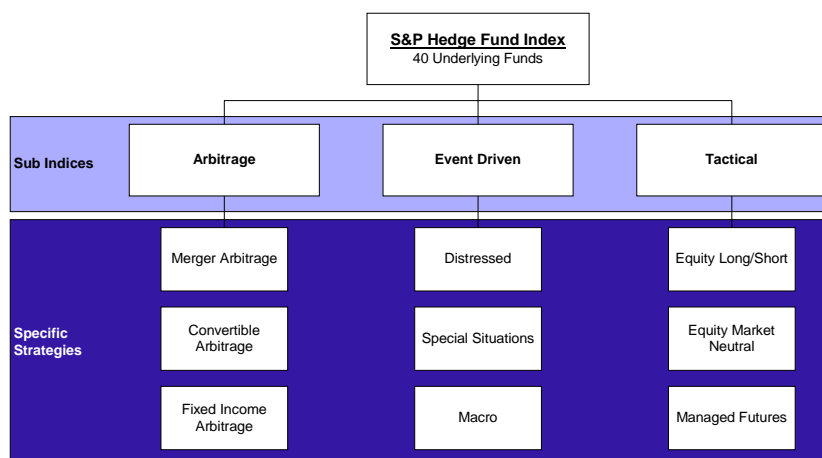 S&P Hedge Fund Index
40 Underlying Funds
Sub Indices
Arbitrage
Event Driven
Tactical
Specific
Strategies
Merger Arbitrage
Distressed
Equity Long/Short
Convertible
Arbitrage
Special Situations
Equity Market
Neutral
Fixed Income
Arbitrage
Macro
Managed Futures